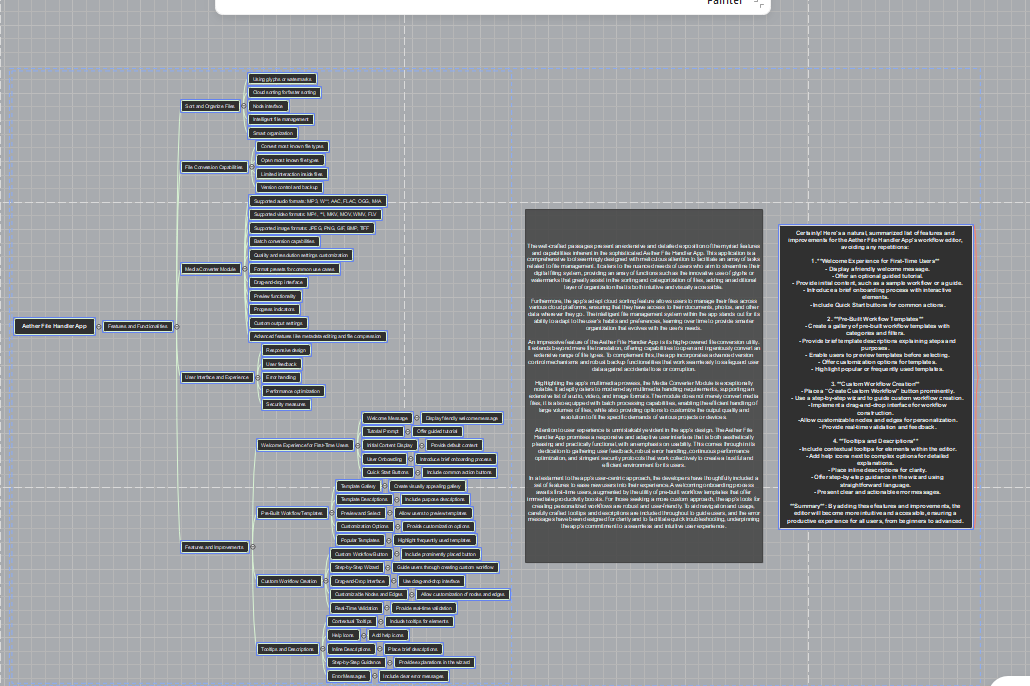 Painter
Using glyphs or watermarks
Cloud sorting for faster sorting
Sort and Organize Files
Node interface
Intelligent file management
Smart organization
Convert most known file types
Open most known file types
File Conversion Capabilities
Limited interaction inside files
Version control and backup
Supported audio formats: MP3, W**, AAC, FLAC, OGG, M4A
Supported video formats: MP4, **I, MKV, MOV, WMV, FLV
Supported image formats: JPEG, PNG, GIF, BMP, TIFF
Batch conversion capabilities
Quality and resolution settings customization
Media Converter Module
Format presets for common use cases
Drag-and-drop interface
Preview functionality
Progress indicators
Custom output settings
Advanced features like metadata editing and file compression
Aether File Handler App
Features and Functionalities
Responsive design
User feedback
User Interface and Experience
Error handling
Performance optimization
Security measures
Welcome Message
Display friendly welcome message
Tutorial Prompt
Offer guided tutorial
Welcome Experience for First-Time Users
Initial Content Display
Provide default content
User Onboarding
Introduce brief onboarding process
Quick Start Buttons
Include common action buttons
Template Gallery
Create visually appealing gallery
Template Descriptions
Include purpose descriptions
Pre-Built Workflow Templates
Preview and Select
Allow users to preview templates
Customization Options
Provide customization options
Popular Templates
Highlight frequently used templates
Features and Improvements
Custom Workflow Button
Include prominently placed button
Step-by-Step Wizard
Guide users through creating custom workflow
Custom Workflow Creation
Drag-and-Drop Interface
Use drag-and-drop interface
Customizable Nodes and Edges
Allow customization of nodes and edges
Real-Time Validation
Provide real-time validation
Contextual Tooltips
Include tooltips for elements
Help Icons
Add help icons
Tooltips and Descriptions
Inline Descriptions
Place brief descriptions
Step-by-Step Guidance
Provide explanations in the wizard
Error Messages
Include clear error messages
The well-crafted passages present an extensive and detailed exposition of the myriad features
and capabilities inherent in the sophisticated Aether File Handler App. This application is a
comprehensive tool seemingly designed with meticulous attention to facilitate an array of tasks
related to file management. It caters to the nuanced needs of users who aim to streamline their
digital filing system, providing an array of functions such as the innovative use of glyphs or
watermarks that greatly assist in the sorting and categorization of files, adding an additional
layer of organization that is both intuitive and visually accessible.
Furthermore, the app's adept cloud sorting feature allows users to manage their files across
various cloud platforms, ensuring that they have access to their documents, photos, and other
data wherever they go. The intelligent file management system within the app stands out for its
ability to adapt to the user's habits and preferences, learning over time to provide smarter
organization that evolves with the user's needs.
An impressive feature of the Aether File Handler App is its high-powered file conversion utility.
It extends beyond mere file translation, offering capabilities to open and ingeniously convert an
extensive range of file types. To complement this, the app incorporates advanced version
control mechanisms and robust backup functionalities that work seamlessly to safeguard user
data against accidental loss or corruption.
Highlighting the app's multimedia prowess, the Media Converter Module is exceptionally
notable. It adeptly caters to modern-day multimedia handling requirements, supporting an
extensive list of audio, video, and image formats. The module does not merely convert media
files; it is also equipped with batch processing capabilities, enabling the efficient handling of
large volumes of files, while also providing options to customize the output quality and
resolution to fit the specific demands of various projects or devices.
Attention to user experience is unmistakably evident in the app's design. The Aether File
Handler App promises a responsive and adaptive user interface that is both aesthetically
pleasing and practically functional, with an emphasis on usability. This comes through in its
dedication to gathering user feedback, robust error handling, continuous performance
optimization, and stringent security protocols that work collectively to create a trustful and
efficient environment for its users.
In a testament to the app's user-centric approach, the developers have thoughtfully included a
set of features to ease new users into their experience. A welcoming onboarding process
awaits first-time users, augmented by the utility of pre-built workflow templates that offer
immediate productivity boosts. For those seeking a more custom approach, the app's tools for
creating personalized workflows are robust and user-friendly. To aid navigation and usage,
carefully crafted tooltips and descriptions are included throughout to guide users, and the error
messages have been designed for clarity and to facilitate quick troubleshooting, underpinning
the app's commitment to a seamless and intuitive user experience.
Certainly! Here's a natural, summarized list of features and
improvements for the Aether File Handler App's workflow editor,
avoiding any repetitions:
1. **Welcome Experience for First-Time Users**
- Display a friendly welcome message.
- Offer an optional guided tutorial.
- Provide initial content, such as a sample workflow or a guide.
- Introduce a brief onboarding process with interactive
elements.
- Include Quick Start buttons for common actions.
2. **Pre-Built Workflow Templates**
- Create a gallery of pre-built workflow templates with
categories and filters.
- Provide brief template descriptions explaining steps and
purposes.
- Enable users to preview templates before selecting.
- Offer customization options for templates.
- Highlight popular or frequently used templates.
3. **Custom Workflow Creation**
- Place a "Create Custom Workflow" button prominently.
- Use a step-by-step wizard to guide custom workflow creation.
- Implement a drag-and-drop interface for workflow
construction.
- Allow customizable nodes and edges for personalization.
- Provide real-time validation and feedback.
4. **Tooltips and Descriptions**
- Include contextual tooltips for elements within the editor.
- Add help icons next to complex options for detailed
explanations.
- Place inline descriptions for clarity.
- Offer step-by-step guidance in the wizard using
straightforward language.
- Present clear and actionable error messages.
**Summary**: By adding these features and improvements, the
editor will become more intuitive and accessible, ensuring a
productive experience for all users, from beginners to advanced.